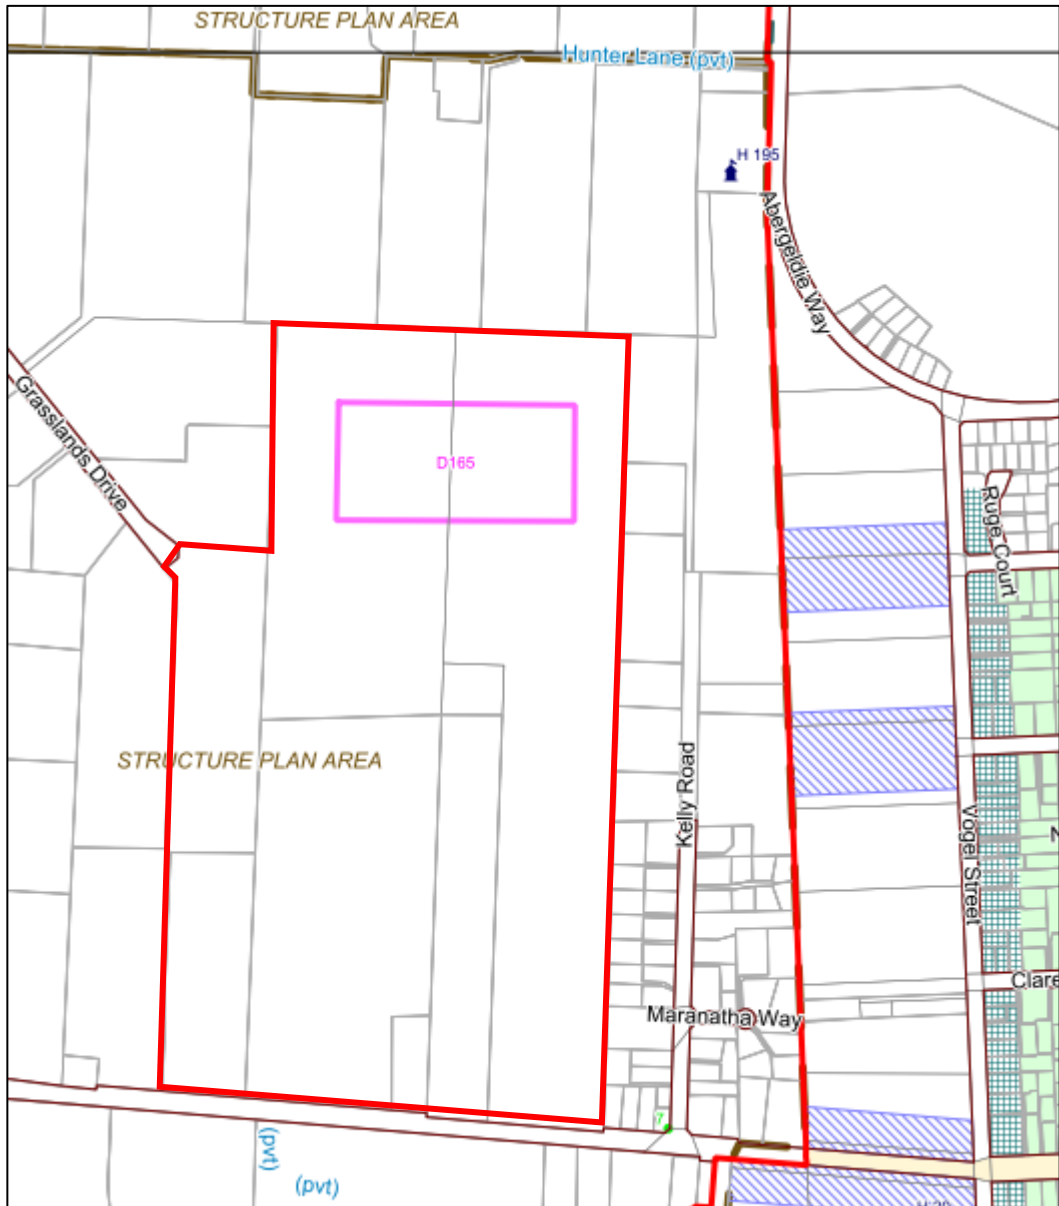 STRUCTURE PLAN AREA
Hunter Lane (pvt)
H 195
Abergeldie Way
Grasslands Drive
D165
Ruge Court
STRUCTURE PLAN AREA
Kelly Road
Vogel Street
Clare
Maranatha Way
7
(pvt)
(pvt)